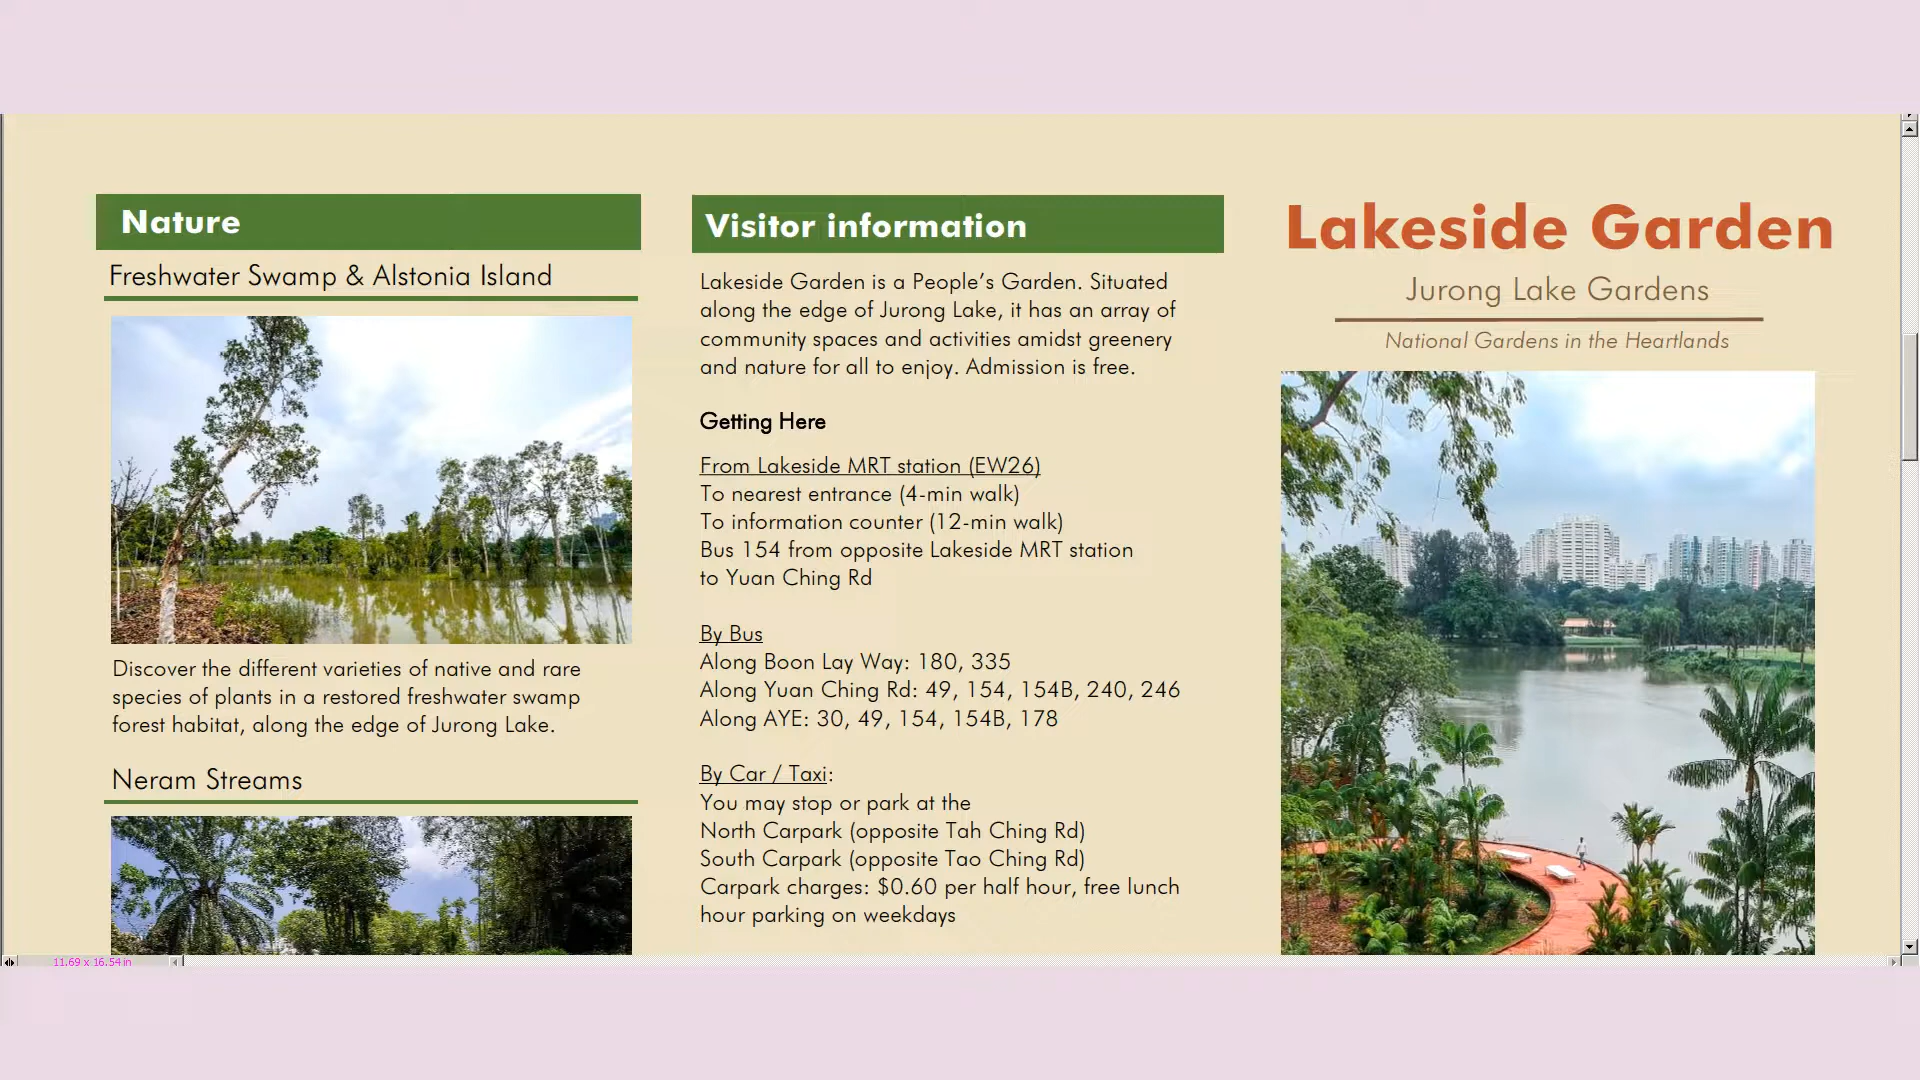 Nature
Freshwater Swamp & Alstonia Island
Discover the different varieties of native and rare
species of plants in a restored freshwater swamp
forest habitat, along the edge of Jurong Lake.
Neram Streams
Visitor information
Lakeside Garden is a People’s Garden. Situated
along the edge of Jurong Lake, it has an array of
community spaces and activities amidst greenery
and nature for all to enjoy. Admission is free.
Getting Here
From Lakeside MRT station (EW26)
To nearest entrance (4-min walk)
To information counter (12-min walk)
Bus 154 from opposite Lakeside MRT station
to Yuan Ching Rd
By Bus
Along Boon Lay Way: 180, 335
Along Yuan Ching Rd: 49, 154, 154B, 240, 246
Along AYE: 30, 49, 154, 154B, 178
By Car / Taxi:
You may stop or park at the
North Carpark (opposite Tah Ching Rd)
South Carpark (opposite Tao Ching Rd)
Carpark charges: $0.60 per half hour, free lunch
hour parking on weekdays
Lakeside Garden
Jurong Lake Gardens
National Gardens in the Heartlands
11.69 x 16.54 in